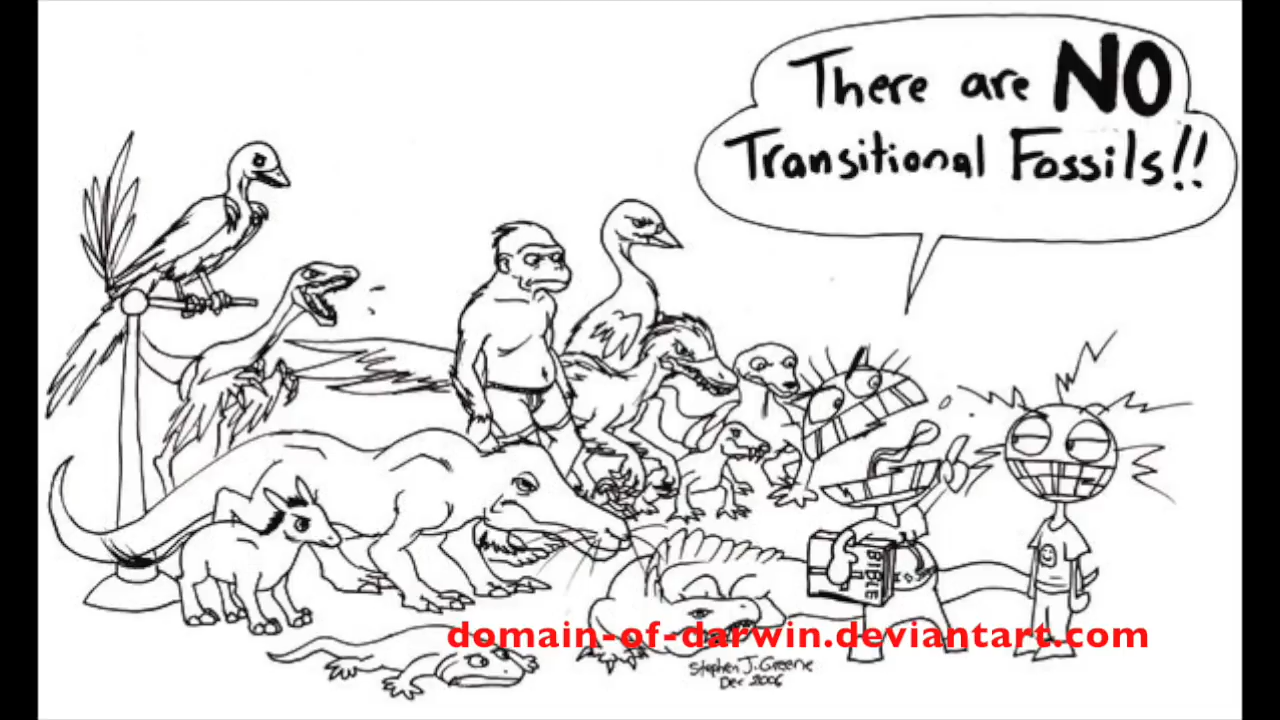 There are NO
Transitional Fossils!!
BIBLE
domain-of-darwin.deviantart.com
Stephen J. Greene
Dec 2006